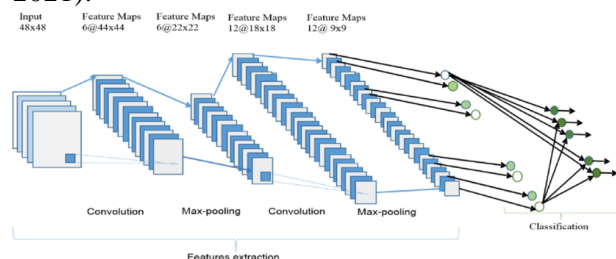 2021).
Input Feature Maps Feature Maps Feature Maps Feature Maps
48x48 6@44x44 6@22x22 12@18x18 12@ 9x9
Convolution Max-pooling Convolution Max-pooling
Classification
Features extraction